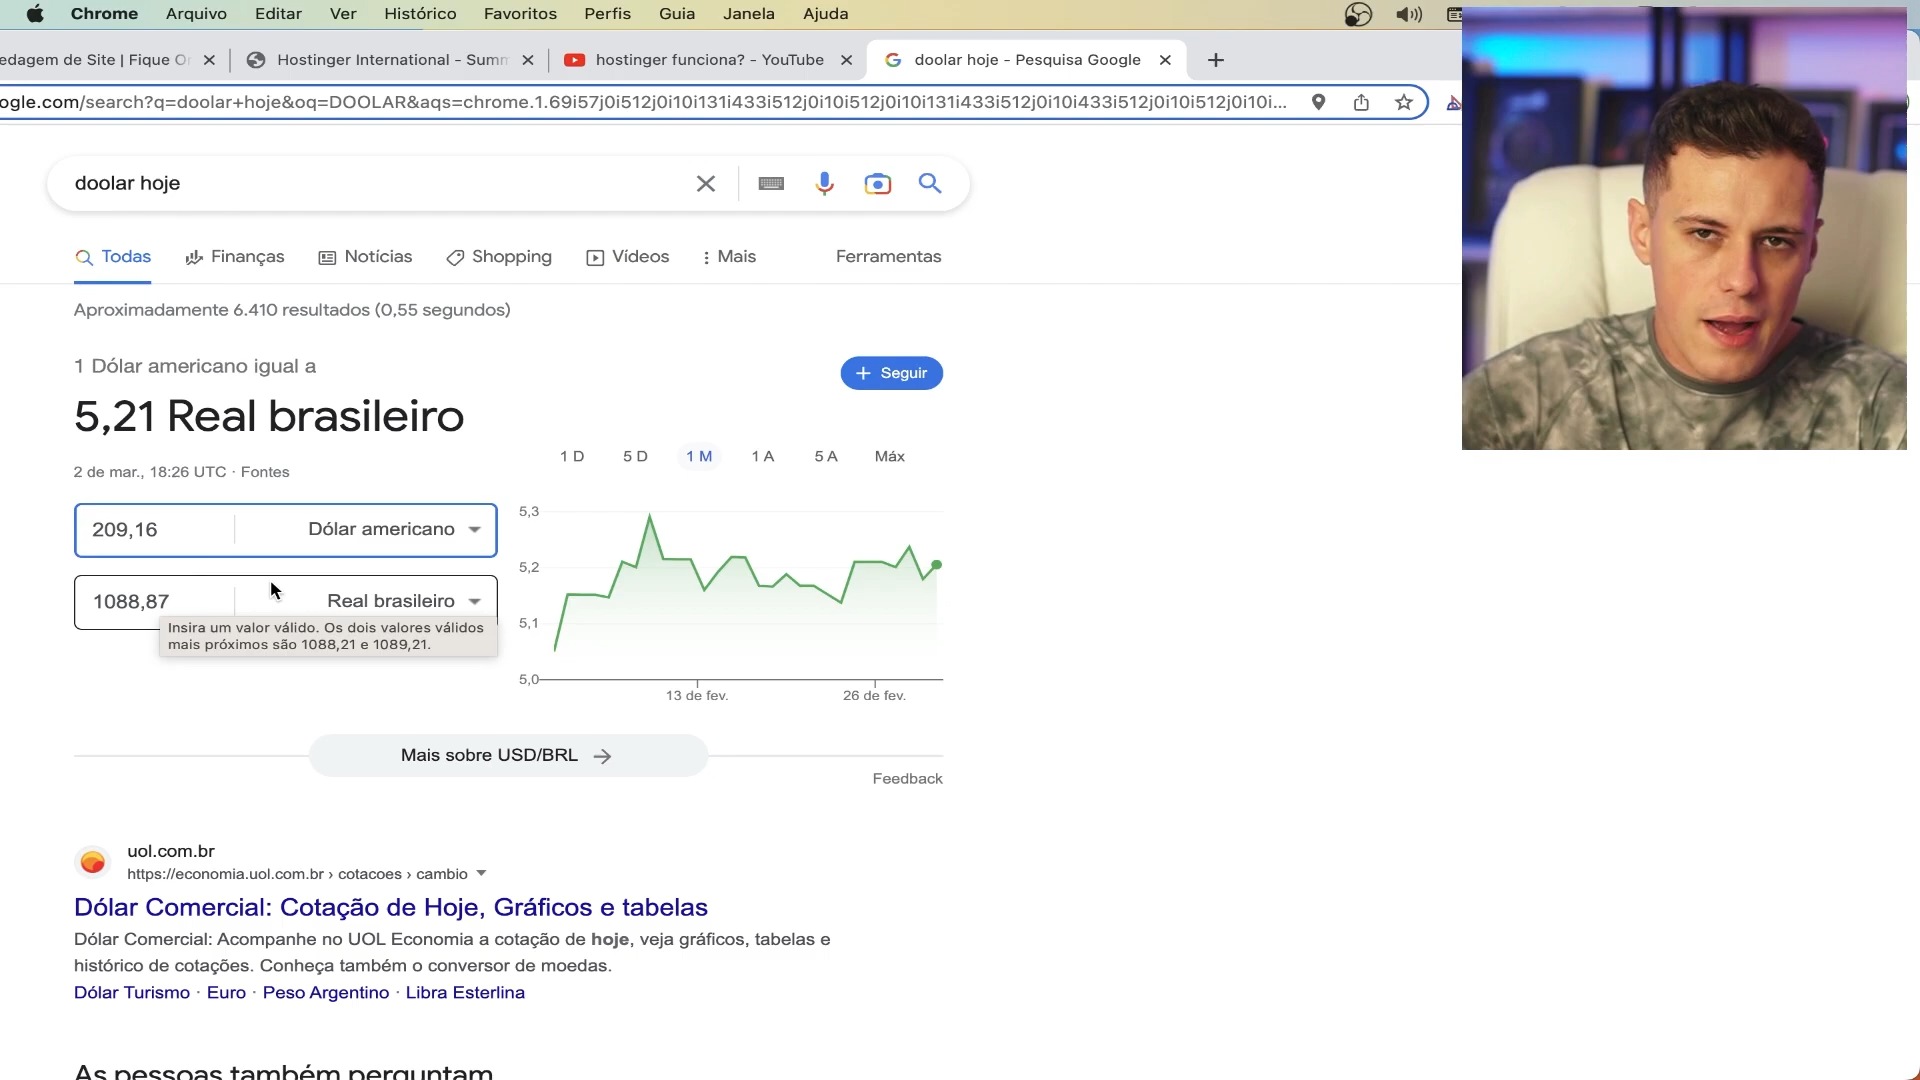 Chrome Arquivo Editar Ver Histórico Favoritos Perfis Guia Janela Ajuda
edagem de Site | Fique Hostinger International - Sum hostinger funciona? - YouTube doolar hoje - Pesquisa Google
ogle.com/search?q=doolar+hoje&oq=DOOLAR&aqs=chrome.1.69i57j0i512j0i10i131i433i512j0i10i512j0i10i131i433i512j0i10i433i512j0i10i512j0i10i...
doolar hoje
Todas Finanças Notícias Shopping Vídeos Mais Ferramentas
Aproximadamente 6.410 resultados (0,55 segundos)
1 Dólar americano igual a
+ Seguir
5,21 Real brasileiro
2 de mar., 18:26 UTC · Fontes
1 D 5 D 1 M 1 A 5 A Máx
209,16 Dólar americano
1088,87 Real brasileiro
Insira um valor válido. Os dois valores válidos
mais próximos são 1088,21 e 1089,21.
5,3
5,2
5,1
5,0
13 de fev. 26 de fev.
Mais sobre USD/BRL →
Feedback
uol.com.br
https://economia.uol.com.br › cotacoes › cambio
Dólar Comercial: Cotação de Hoje, Gráficos e tabelas
Dólar Comercial: Acompanhe no UOL Economia a cotação de hoje, veja gráficos, tabelas e
histórico de cotações. Conheça também o conversor de moedas.
Dólar Turismo · Euro · Peso Argentino · Libra Esterlina
As pessoas também perguntam